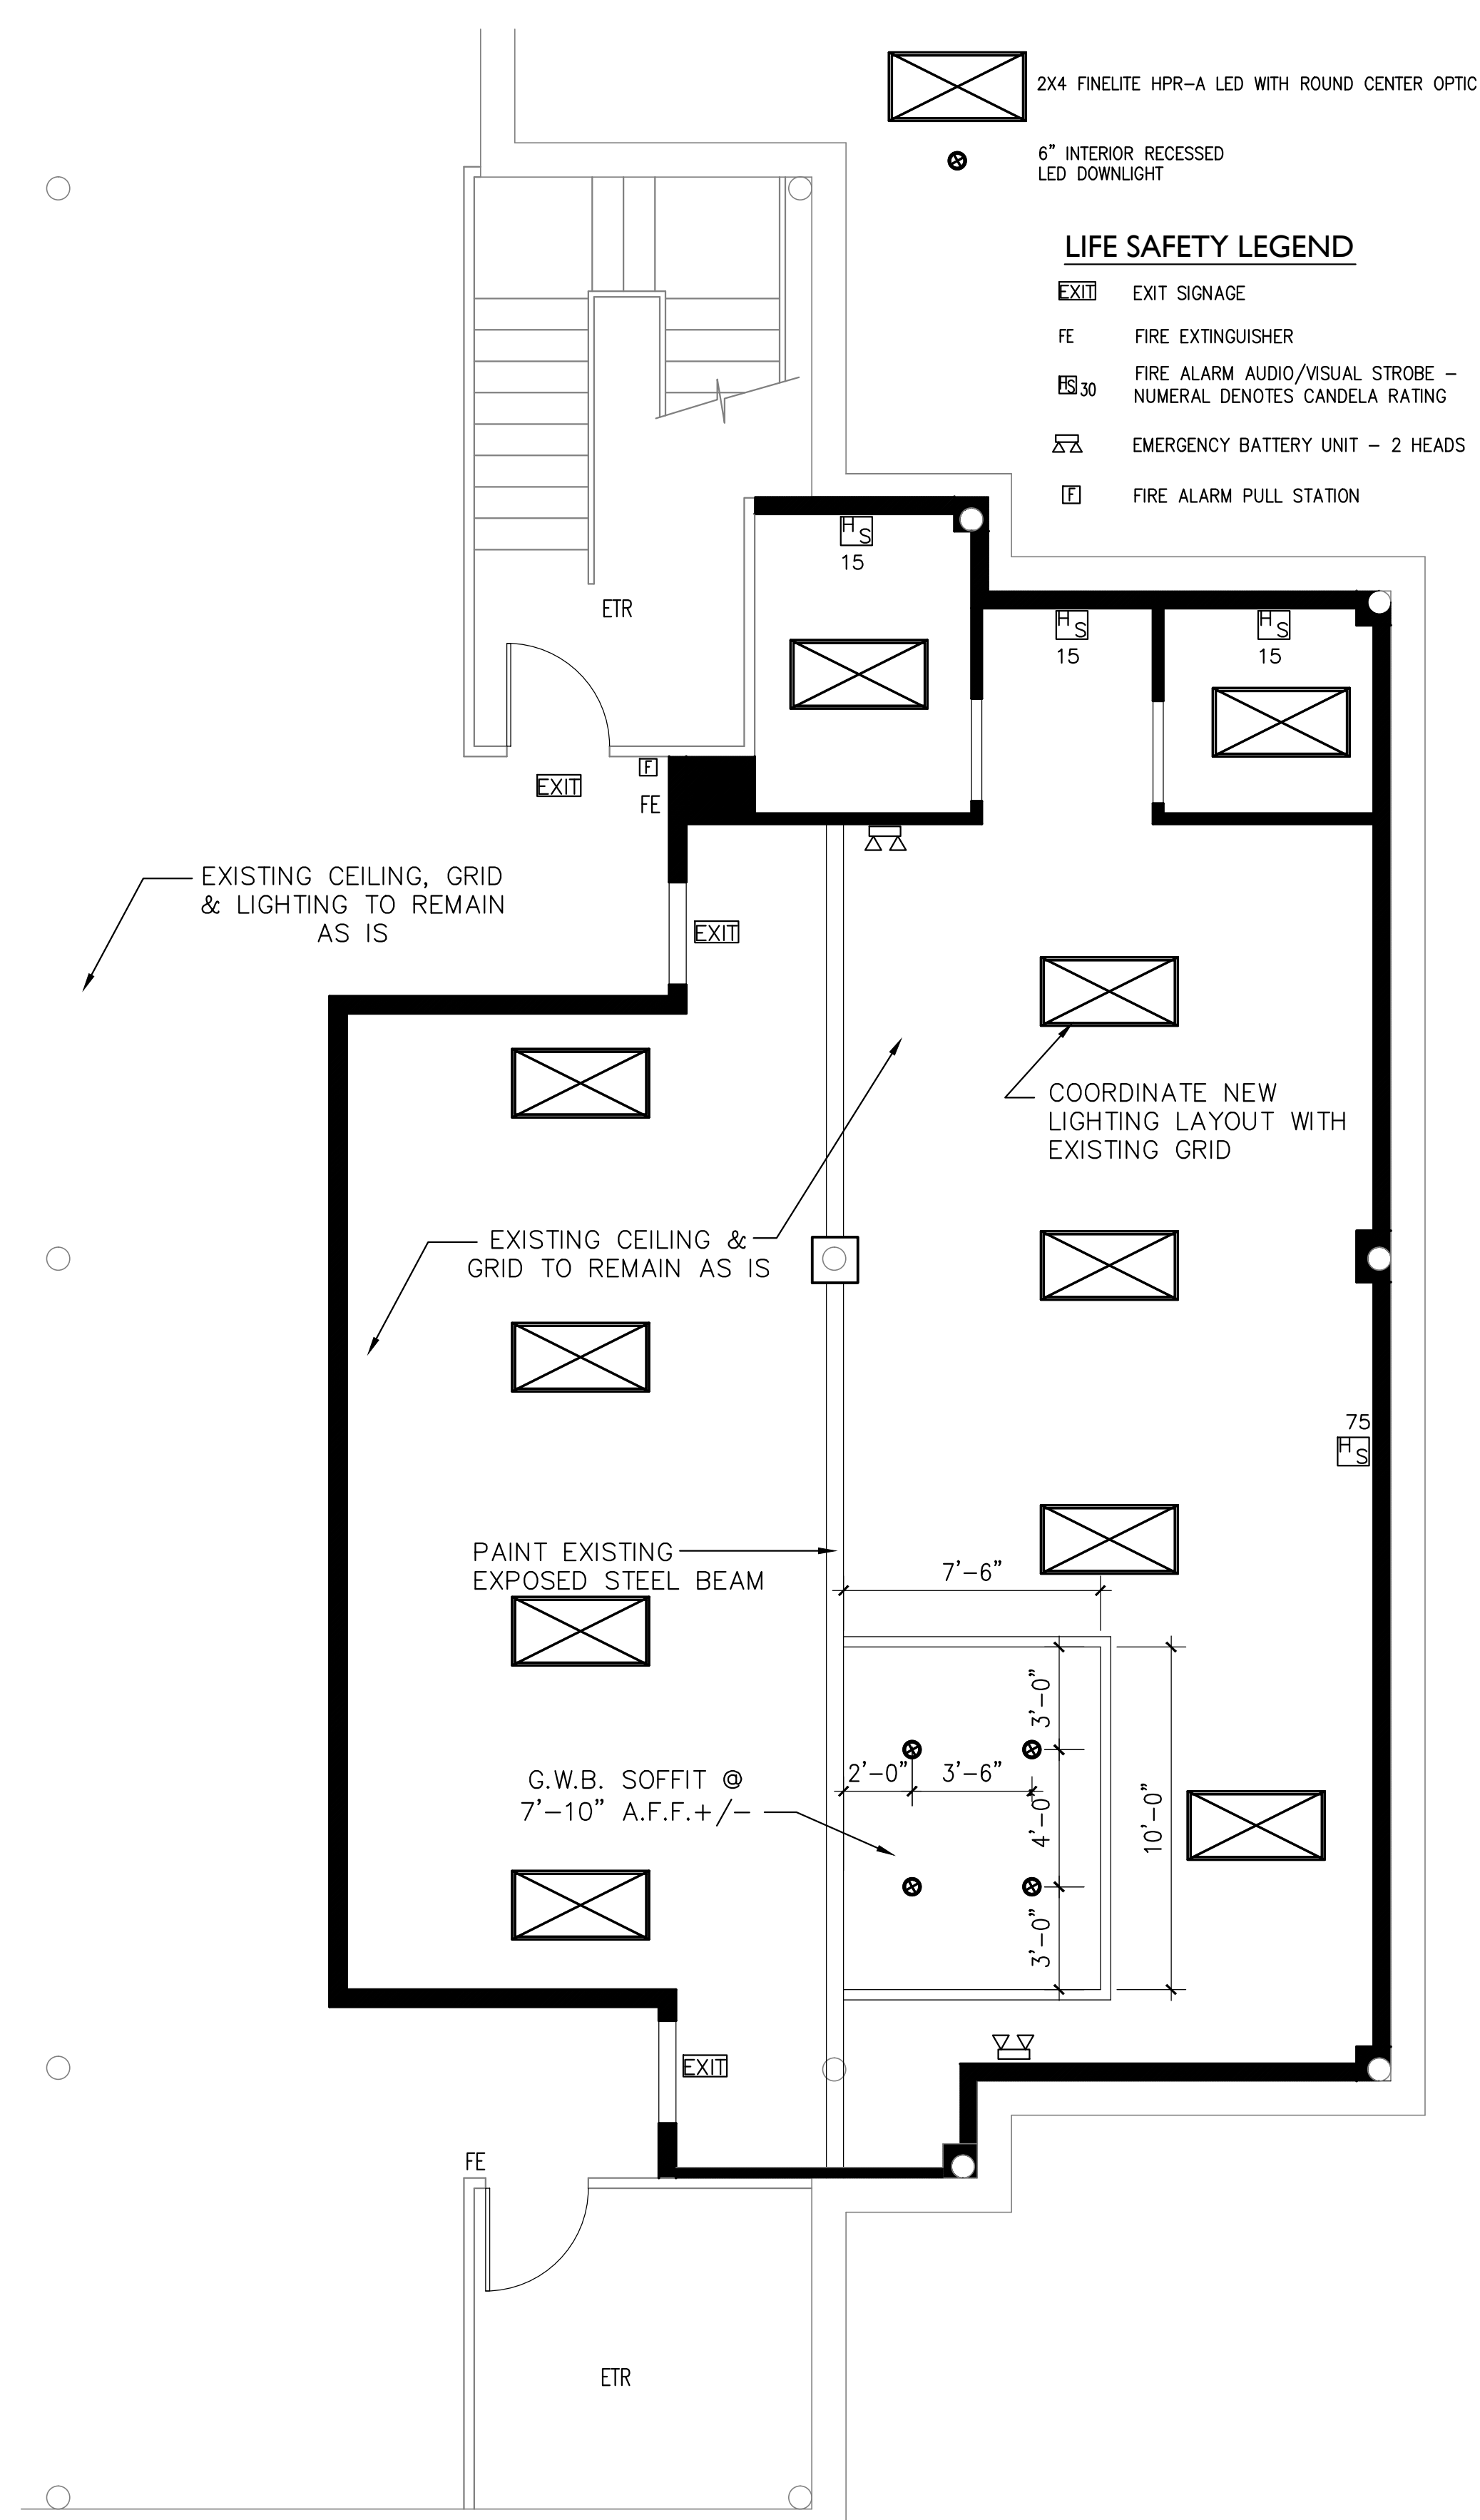 2X4 FINELITE HPR-A LED WITH ROUND CENTER OPTIC
6" INTERIOR RECESSED
LED DOWNLIGHT
LIFE SAFETY LEGEND
EXIT EXIT SIGNAGE
FE FIRE EXTINGUISHER
HS 30 FIRE ALARM AUDIO/VISUAL STROBE –
NUMERAL DENOTES CANDELA RATING
EMERGENCY BATTERY UNIT – 2 HEADS
F FIRE ALARM PULL STATION
HS
15
ETR
HS
15
HS
15
EXIT
F
FE
EXISTING CEILING, GRID
& LIGHTING TO REMAIN
AS IS
EXIT
COORDINATE NEW
LIGHTING LAYOUT WITH
EXISTING GRID
EXISTING CEILING &
GRID TO REMAIN AS IS
75
HS
PAINT EXISTING
EXPOSED STEEL BEAM
7'-6"
3'-0"
2'-0"
3'-6"
4'-0"
10'-0"
3'-0"
G.W.B. SOFFIT @
7'-10" A.F.F.+/-
EXIT
FE
ETR